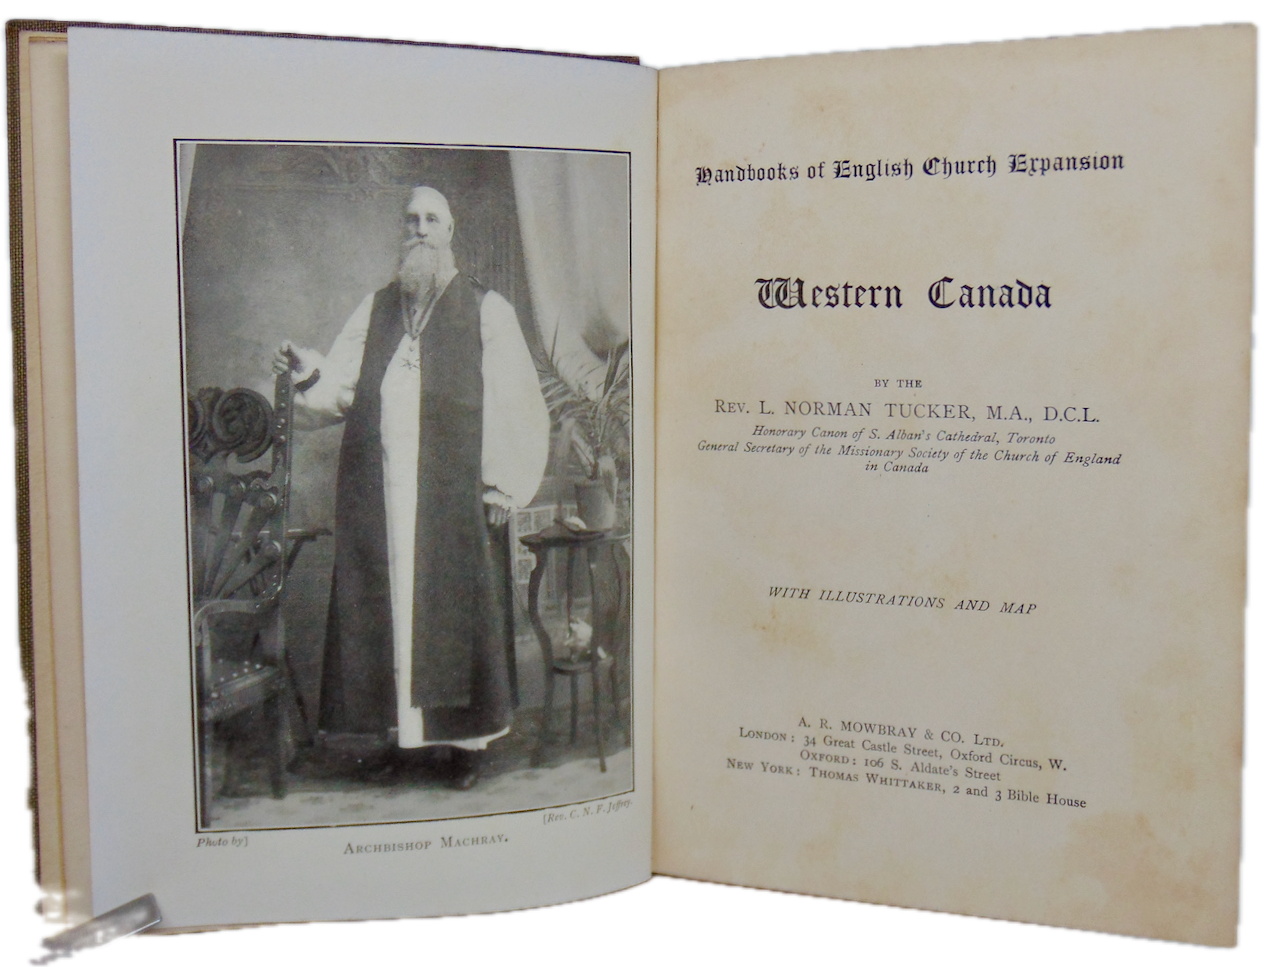 Photo by]
[Rev. C. N. F. Jeffrey.
ARCHBISHOP MACHRAY.
Handbooks of English Church Expansion
Western Canada
BY THE
REV. L. NORMAN TUCKER, M.A., D.C.L.
Honorary Canon of S. Alban's Cathedral, Toronto
General Secretary of the Missionary Society of the Church of England
in Canada
WITH ILLUSTRATIONS AND MAP
A. R. MOWBRAY & CO. LTD.
LONDON: 34 Great Castle Street, Oxford Circus, W.
OXFORD: 106 S. Aldate's Street
NEW YORK: THOMAS WHITTAKER, 2 and 3 Bible House